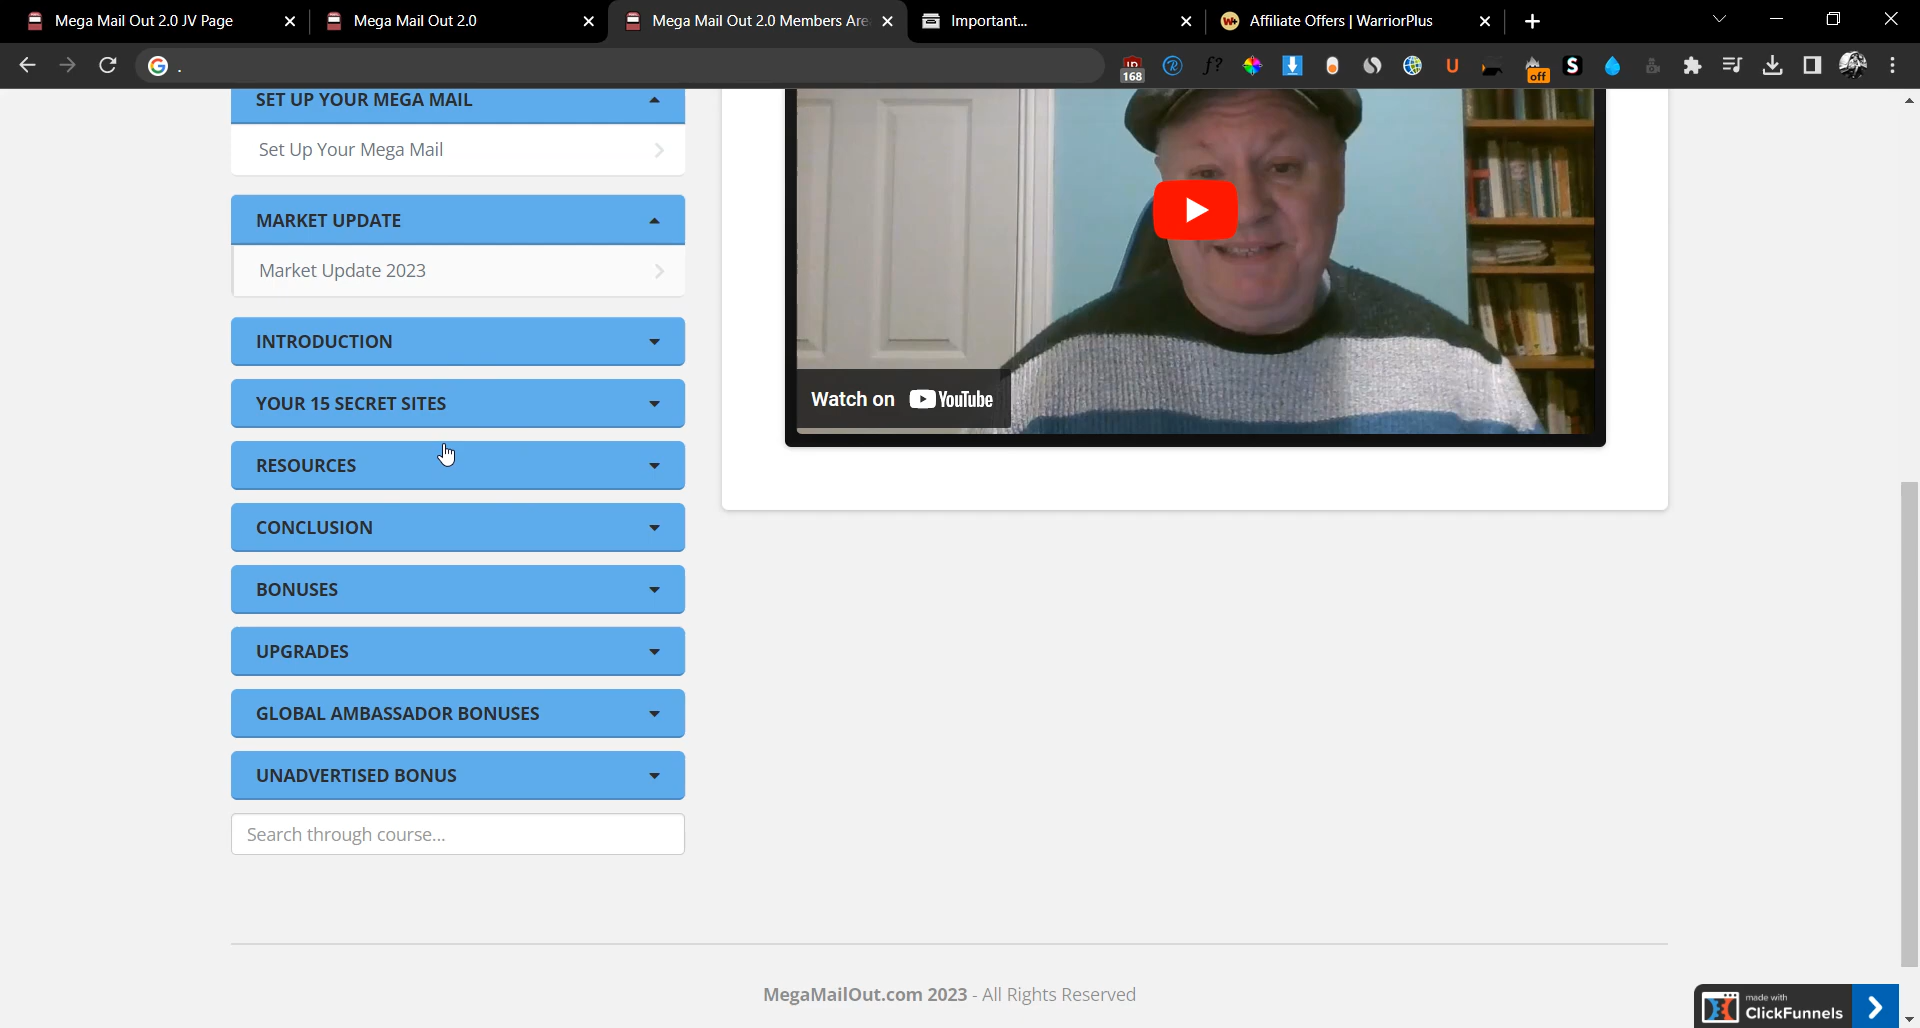 Mega Mail Out 2.0 JV Page
Mega Mail Out 2.0
Mega Mail Out 2.0 Members Are
Important...
Affiliate Offers | WarriorPlus
.
168
off
SET UP YOUR MEGA MAIL
Set Up Your Mega Mail
MARKET UPDATE
Market Update 2023
INTRODUCTION
YOUR 15 SECRET SITES
RESOURCES
CONCLUSION
BONUSES
UPGRADES
GLOBAL AMBASSADOR BONUSES
UNADVERTISED BONUS
Search through course...
Watch on YouTube
MegaMailOut.com 2023 - All Rights Reserved
made with
ClickFunnels